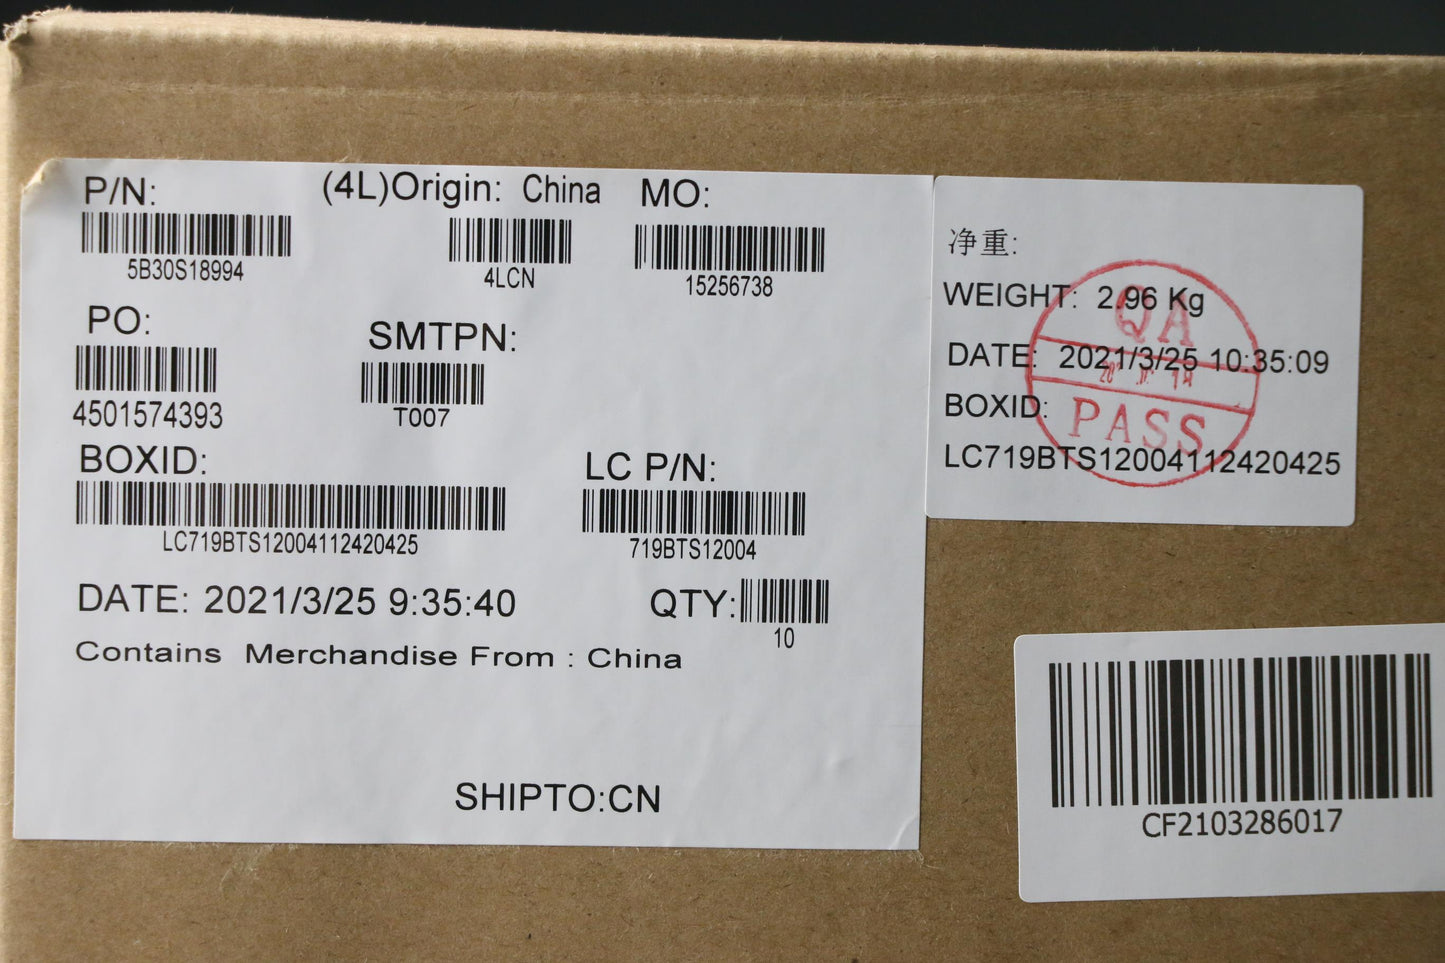 P/N: (4L)Origin: China MO:
5B30S18994 4LCN 15256738
PO: SMTPN:
4501574393 T007
BOXID: LC P/N:
LC719BTS12004112420425 719BTS12004
DATE: 2021/3/25 9:35:40 QTY:
10
Contains Merchandise From : China
SHIPTO:CN
净重:
WEIGHT: 2.96 Kg
DATE: 2021/3/25 10:35:09
BOXID:
LC719BTS12004112420425
QA
PASS
CF2103286017